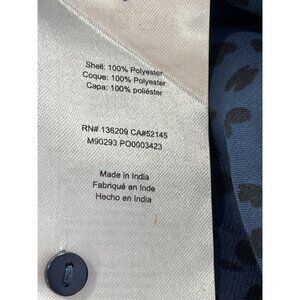 Shell: 100% Polyester
Coque: 100% Polyester
Capa: 100% poliéster
RN# 136209 CA#52145
M90293 PO0003423
Made in India
Fabriqué en Inde
Hecho en India